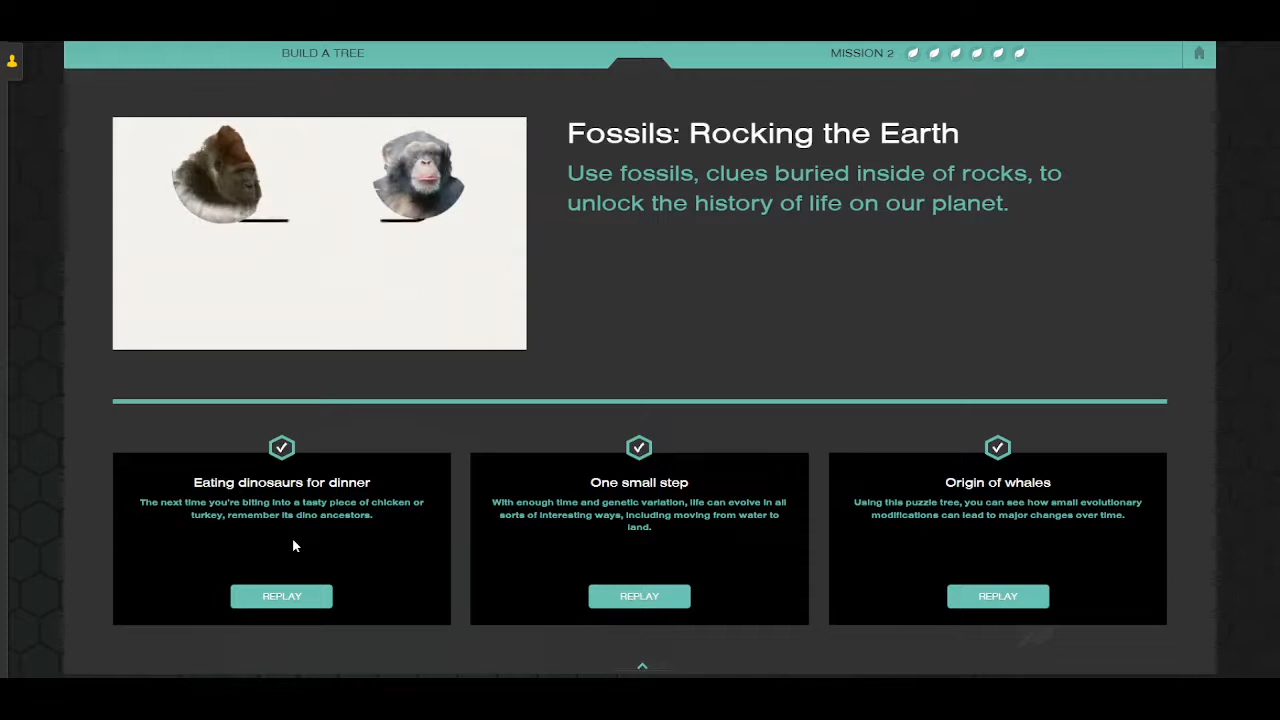 BUILD A TREE
MISSION 2
Fossils: Rocking the Earth
Use fossils, clues buried inside of rocks, to
unlock the history of life on our planet.
Eating dinosaurs for dinner
The next time you're biting into a tasty piece of chicken or
turkey, remember its dino ancestors.
REPLAY
One small step
With enough time and genetic variation, life can evolve in all
sorts of interesting ways, including moving from water to
land.
REPLAY
Origin of whales
Using this puzzle tree, you can see how small evolutionary
modifications can lead to major changes over time.
REPLAY